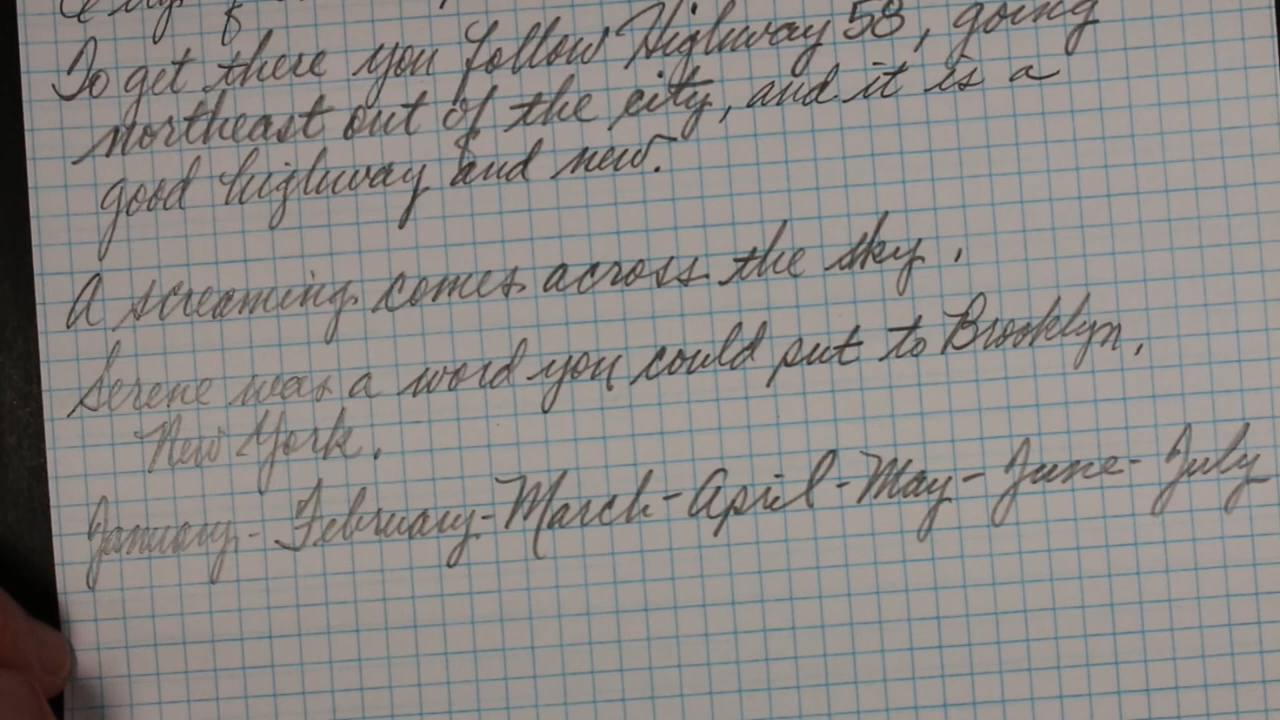 To get there you follow Highway 58, going
northeast out of the city, and it is a
good highway and new.
A screaming comes across the sky.
Serene was a word you could put to Brooklyn,
New York.
January-February-March-April-May-June-July